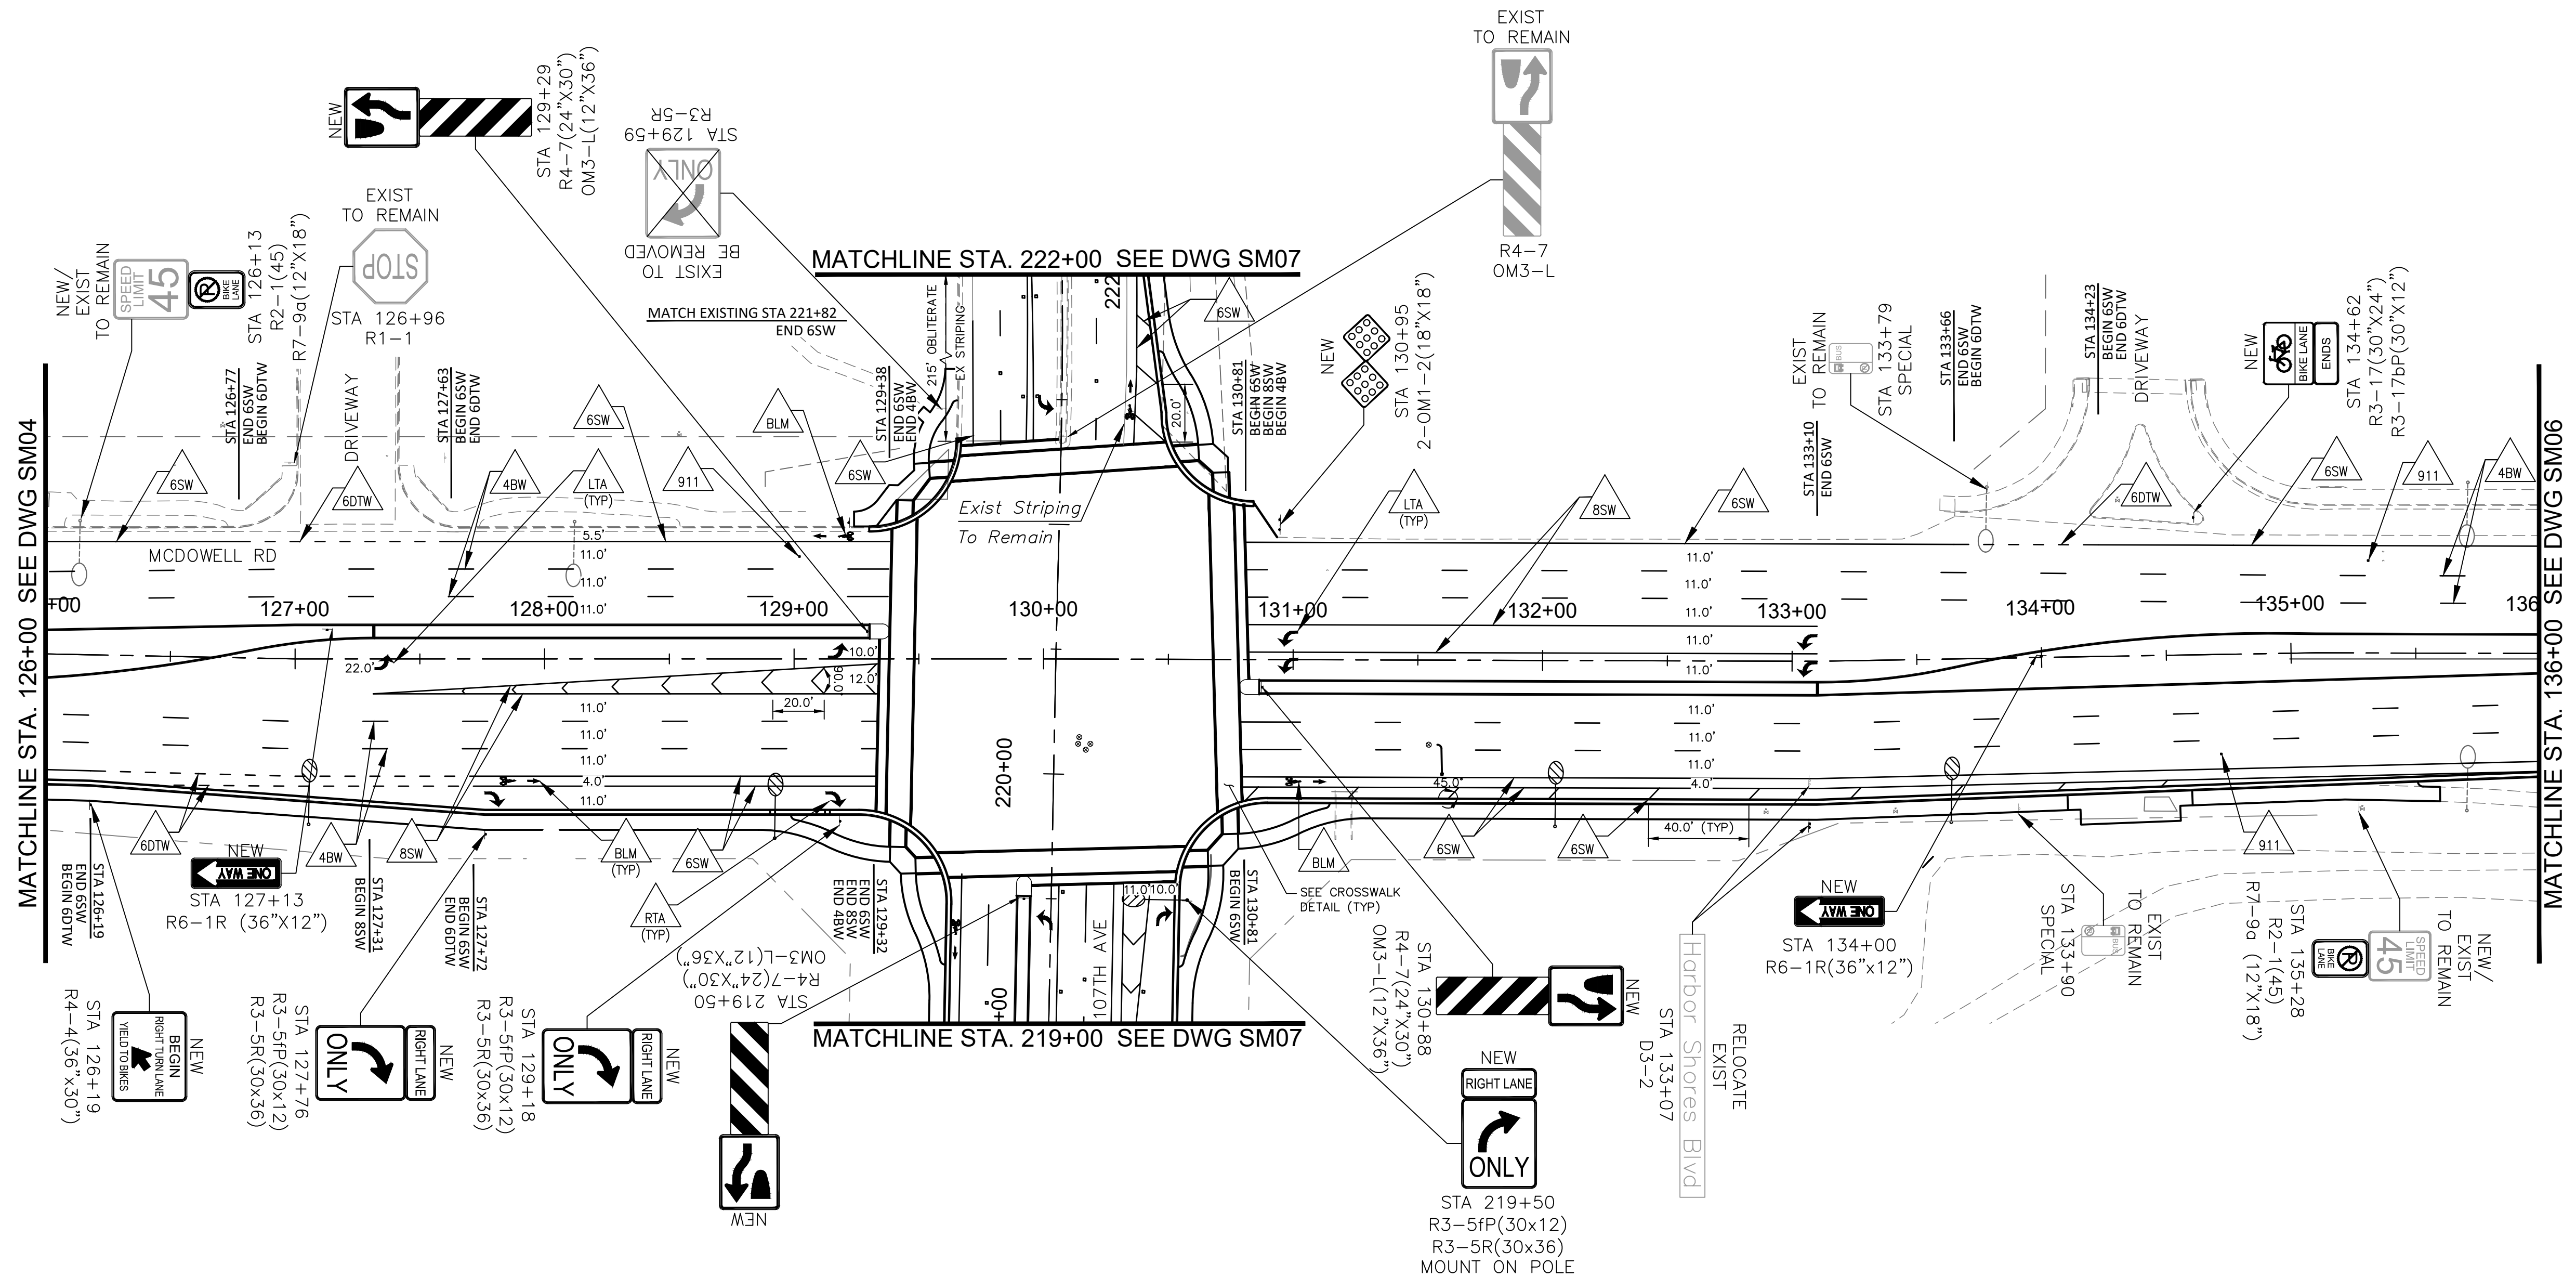 EXIST
TO REMAIN
R4-7
OM3-L
NEW
STA 129+29
R4-7(24"X30")
OM3-L(12"X36")
STA 129+59
R3-5R
ONLY
EXIST TO
BE REMOVED
EXIST
TO REMAIN
STOP
STA 126+96
R1-1
NEW/
EXIST
TO REMAIN
SPEED
LIMIT
45
BIKE
LANE
STA 126+13
R2-1(45)
R7-9a(12"X18")
MATCHLINE STA. 222+00 SEE DWG SM07
MATCH EXISTING STA 221+82
END 6SW
215' OBLITERATE
EX STRIPING
222
6SW
20.0'
NEW
STA 130+95
2-OM1-2(18"X18")
EXIST
TO REMAIN
BUS
STA 133+79
SPECIAL
STA 133+66
END 6SW
BEGIN 6DTW
STA 134+23
BEGIN 6SW
END 6DTW
DRIVEWAY
NEW
BIKE LANE
ENDS
STA 134+62
R3-17(30"X24")
R3-17bP(30"X12")
STA 126+77
END 6SW
BEGIN 6DTW
DRIVEWAY
STA 127+63
BEGIN 6SW
END 6DTW
STA 129+38
END 6SW
END 4BW
STA 130+81
BEGIN 6SW
BEGIN 8SW
BEGIN 4BW
STA 133+10
END 6SW
6SW
6DTW
4BW
LTA
(TYP)
6SW
911
BLM
6SW
Exist Striping
To Remain
LTA
(TYP)
8SW
6SW
6DTW
6SW
911
4BW
MATCHLINE STA. 126+00 SEE DWG SM04
MATCHLINE STA. 136+00 SEE DWG SM06
MCDOWELL RD
5.5'
11.0'
11.0'
11.0'
11.0'
11.0'
11.0'
+00
127+00
128+00
129+00
130+00
131+00
132+00
133+00
134+00
135+00
136
22.0'
10.0'
12.0'
9.0'
20.0'
11.0'
11.0'
11.0'
11.0'
4.0'
11.0'
11.0'
11.0'
11.0'
4.0'
45.0'
40.0' (TYP)
220+00
6DTW
4BW
8SW
BLM
(TYP)
6SW
RTA
(TYP)
BLM
6SW
6SW
911
STA 126+19
END 6SW
BEGIN 6DTW
NEW
ONE WAY
STA 127+13
R6-1R (36"X12")
STA 127+31
BEGIN 8SW
STA 127+72
BEGIN 6SW
END 6DTW
STA 129+32
END 6SW
END 8SW
END 4BW
11.0'
10.0'
107TH AVE
+00
STA 130+81
BEGIN 6SW
SEE CROSSWALK
DETAIL (TYP)
MATCHLINE STA. 219+00 SEE DWG SM07
NEW
BEGIN
RIGHT TURN LANE
YIELD TO BIKES
STA 126+19
R4-4(36"x30")
NEW
RIGHT LANE
ONLY
STA 127+76
R3-5fP(30x12)
R3-5R(30x36)
NEW
RIGHT LANE
ONLY
STA 129+18
R3-5fP(30x12)
R3-5R(30x36)
STA 219+50
R4-7(24"X30")
OM3-L(12"X36")
NEW
NEW
STA 130+88
R4-7(24"X30")
OM3-L(12"X36")
NEW
RIGHT LANE
ONLY
STA 219+50
R3-5fP(30x12)
R3-5R(30x36)
MOUNT ON POLE
RELOCATE
EXIST
Harbor Shores Blvd
STA 133+07
D3-2
NEW
ONE WAY
STA 134+00
R6-1R(36"x12")
EXIST
TO REMAIN
BUS
STA 133+90
SPECIAL
NEW/
EXIST
TO REMAIN
SPEED
LIMIT
45
BIKE
LANE
STA 135+28
R2-1(45)
R7-9a (12"X18")